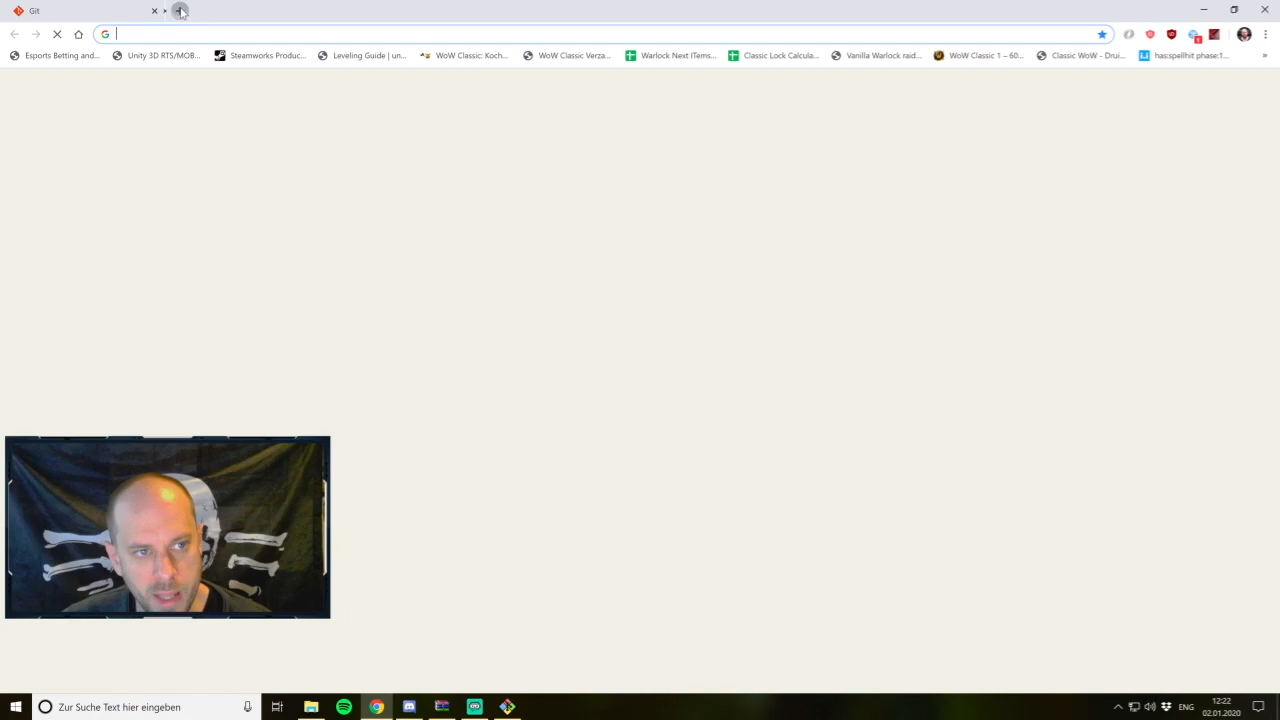 Git
Esports Betting and... Unity 3D RTS/MOB... Steamworks Produc... Leveling Guide | un... WoW Classic: Koch... WoW Classic Verza... Warlock Next ITems... Classic Lock Calcula... Vanilla Warlock raid... WoW Classic 1 – 60... Classic WoW - Drui... has:spellhit phase:1... »
Zur Suche Text hier eingeben
ENG
12:22
02.01.2020